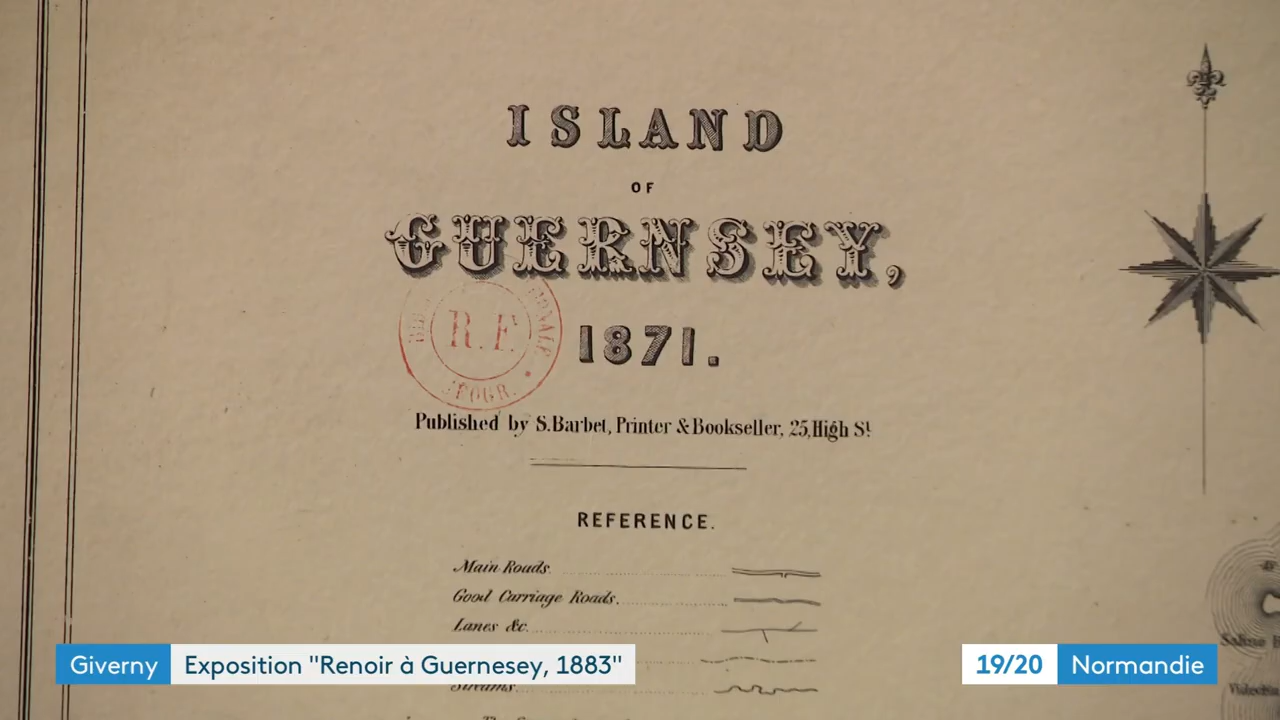 ISLAND
OF
GUERNSEY,
1871.
R.F.
Published by S. Barbet, Printer & Bookseller, 25, High St
REFERENCE.
Main Roads
Good Carriage Roads.
Lanes &c.
Streams
Giverny
Exposition "Renoir à Guernesey, 1883"
19/20
Normandie